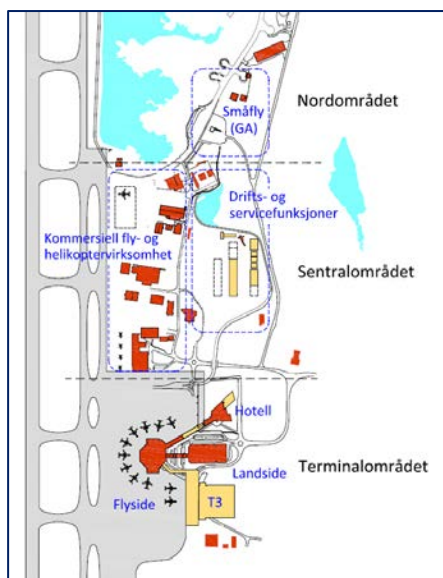 Nordområdet
Småfly
(GA)
Drifts- og
servicefunksjoner
Kommersiell fly- og
helikoptervirksomhet
Sentralområdet
Hotell
Landside
Terminalområdet
Flyside
T3